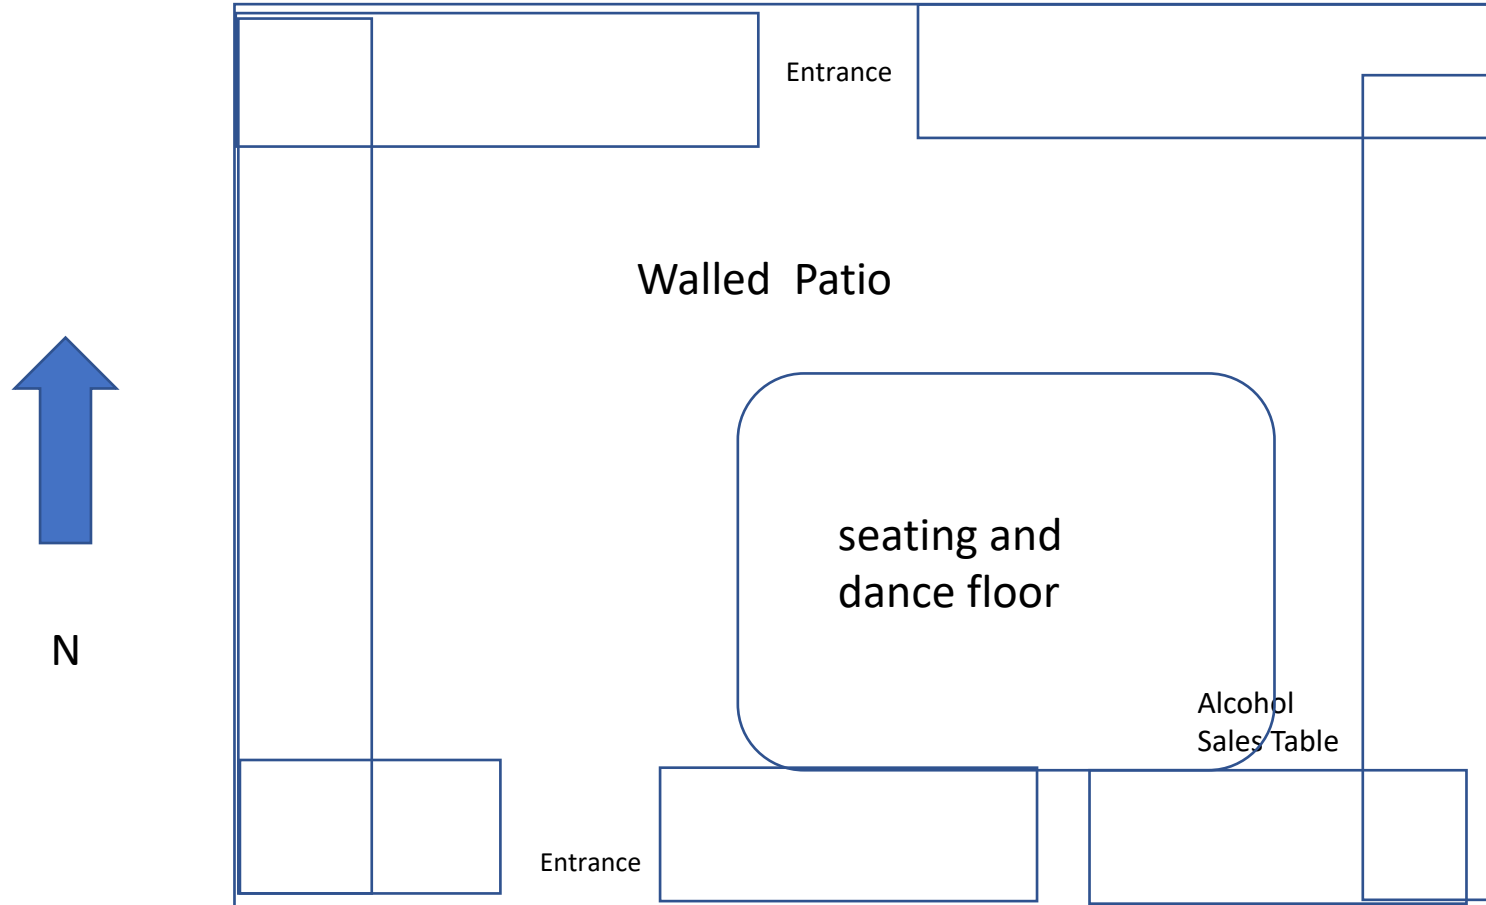 Entrance
Walled  Patio
seating and
dance floor
N
Alcohol
Sales Table
Entrance